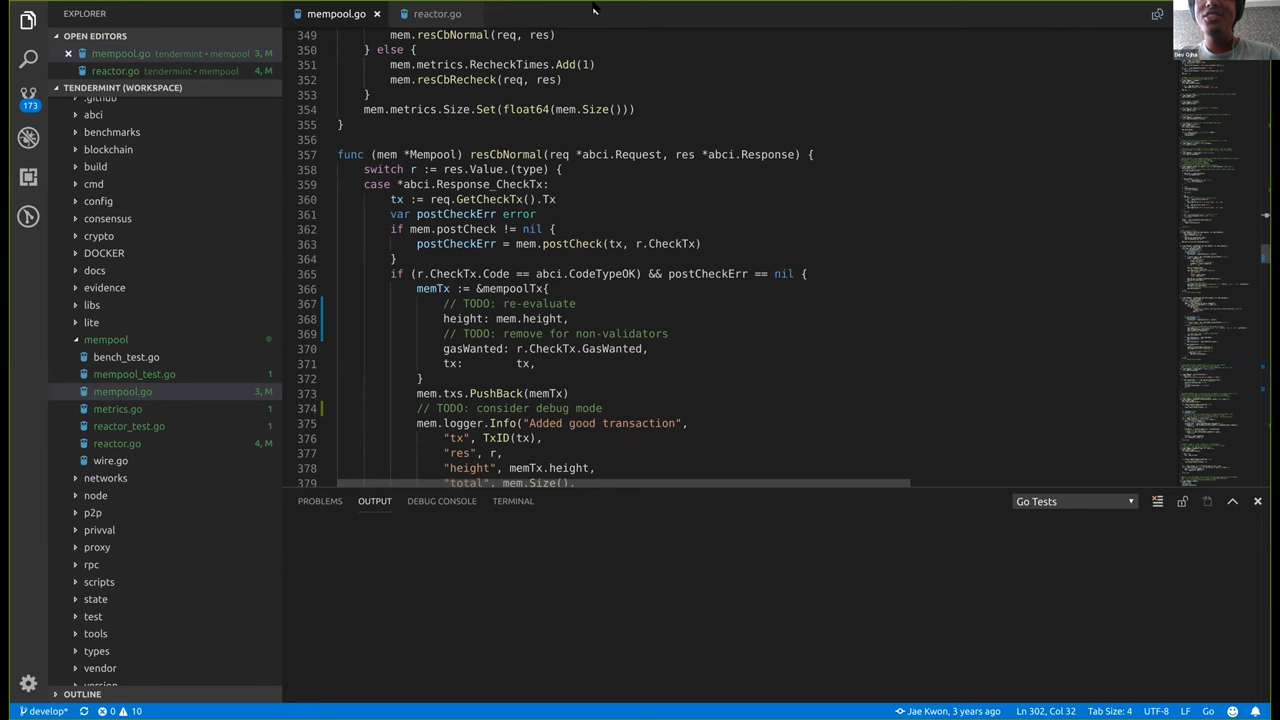 EXPLORER
mempool.go ×
reactor.go
OPEN EDITORS
× mempool.go tendermint • mempool 3, M
reactor.go tendermint • mempool 4, M
TENDERMINT (WORKSPACE)
.github
abci
benchmarks
blockchain
build
cmd
config
consensus
crypto
DOCKER
docs
evidence
libs
lite
mempool
bench_test.go
mempool_test.go 1
mempool.go 3, M
metrics.go 1
reactor_test.go 1
reactor.go 4, M
wire.go
networks
node
p2p
privval
proxy
rpc
scripts
state
test
tools
types
vendor
OUTLINE
173
349 mem.resCbNormal(req, res)
350 } else {
351 mem.metrics.RecheckTimes.Add(1)
352 mem.resCbRecheck(req, res)
353 }
354 mem.metrics.Size.Set(float64(mem.Size()))
355 }
356
357 func (mem *Mempool) resCbNormal(req *abci.Request, res *abci.Response) {
358 switch r := res.Value.(type) {
359 case *abci.Response_CheckTx:
360 tx := req.GetCheckTx().Tx
361 var postCheckErr error
362 if mem.postCheck != nil {
363 postCheckErr = mem.postCheck(tx, r.CheckTx)
364 }
365 if (r.CheckTx.Code == abci.CodeTypeOK) && postCheckErr == nil {
366 memTx := &mempoolTx{
367 // TODO: re-evaluate
368 height: mem.height,
369 // TODO: remove for non-validators
370 gasWanted: r.CheckTx.GasWanted,
371 tx: tx,
372 }
373 mem.txs.PushBack(memTx)
374 // TODO: consider debug mode
375 mem.logger.Info("Added good transaction",
376 "tx", TxID(tx),
377 "res", r,
378 "height", memTx.height,
379 "total", mem.Size(),
Dev Ojha
PROBLEMS OUTPUT DEBUG CONSOLE TERMINAL
Go Tests
develop* 0 10
Jae Kwon, 3 years ago Ln 302, Col 32 Tab Size: 4 UTF-8 LF Go